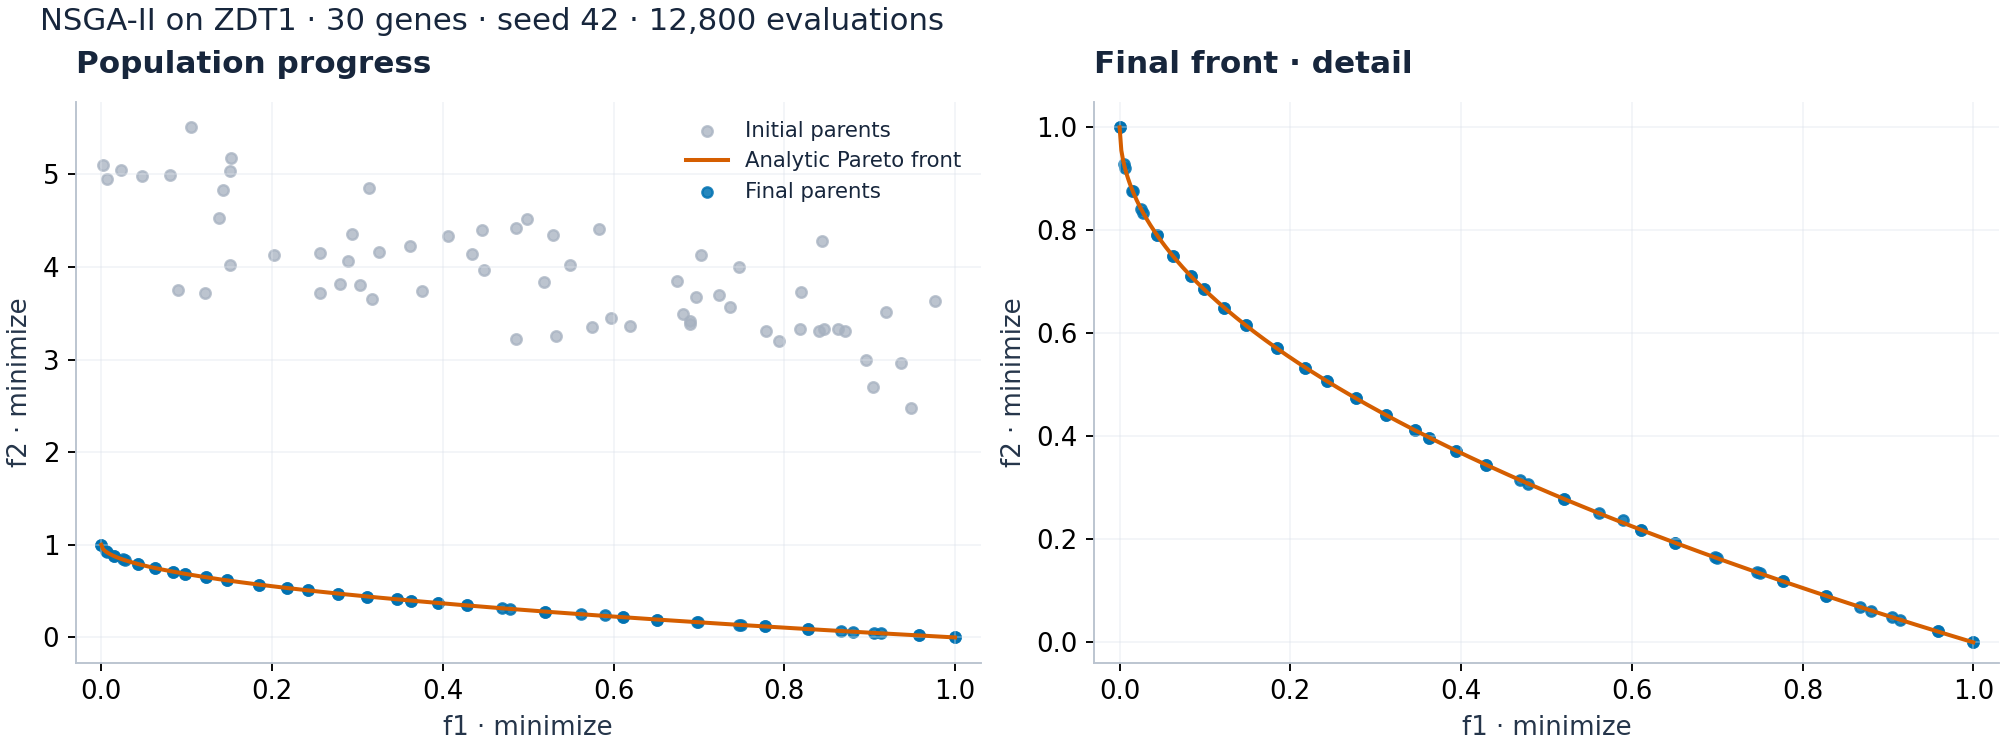 NSGA-II on ZDT1 · 30 genes · seed 42 · 12,800 evaluations
Population progress
Initial parents
Analytic Pareto front
Final parents
f2 · minimize
5
4
3
2
1
0
0.0 0.2 0.4 0.6 0.8 1.0
f1 · minimize
Final front · detail
f2 · minimize
1.0
0.8
0.6
0.4
0.2
0.0
0.0 0.2 0.4 0.6 0.8 1.0
f1 · minimize